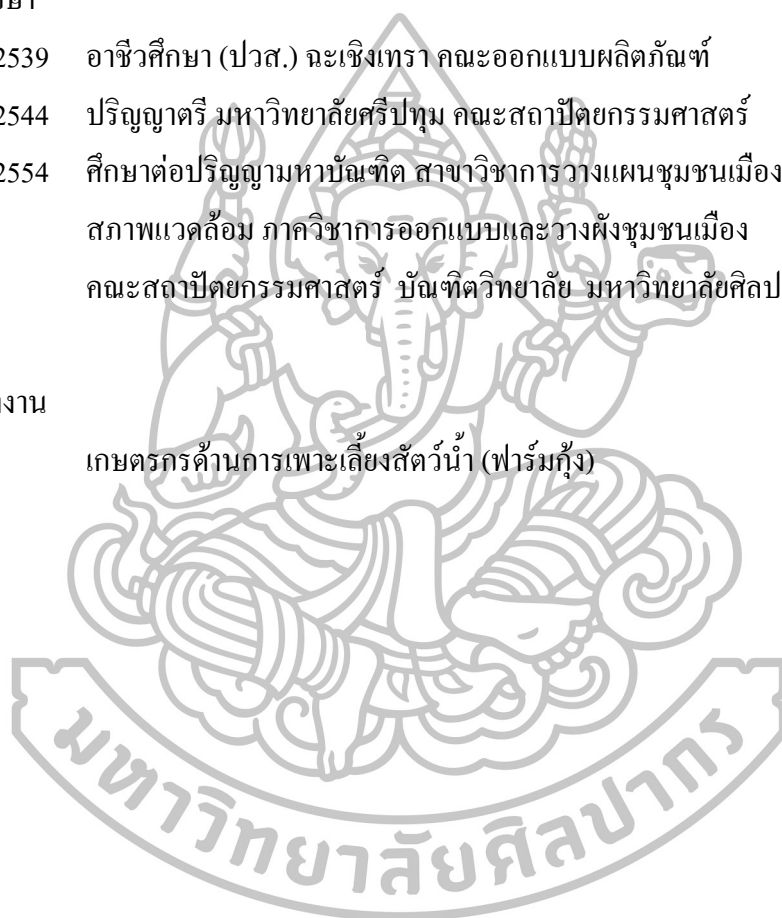 2539 อาชีวศึกษา (ปวส.) ฉะเชิงเทรา คณะออกแบบผลิตภัณฑ์
2544 ปริญญาตรี มหาวิทยาลัยศรีปทุม คณะสถาปัตยกรรมศาสตร์
2554 ศึกษาต่อปริญญามหาบัณฑิต สาขาวิชาการวางแผนชุมชนเมือง
สภาพแวดล้อม ภาควิชาการออกแบบและวางผังชุมชนเมือง
คณะสถาปัตยกรรมศาสตร์ บัณฑิตวิทยาลัย มหาวิทยาลัยศิลป
งาน
เกษตรกรด้านการเพาะเลี้ยงสัตว์น้ำ (ฟาร์มกุ้ง)
มหาวิทยาลัยศิลปากร